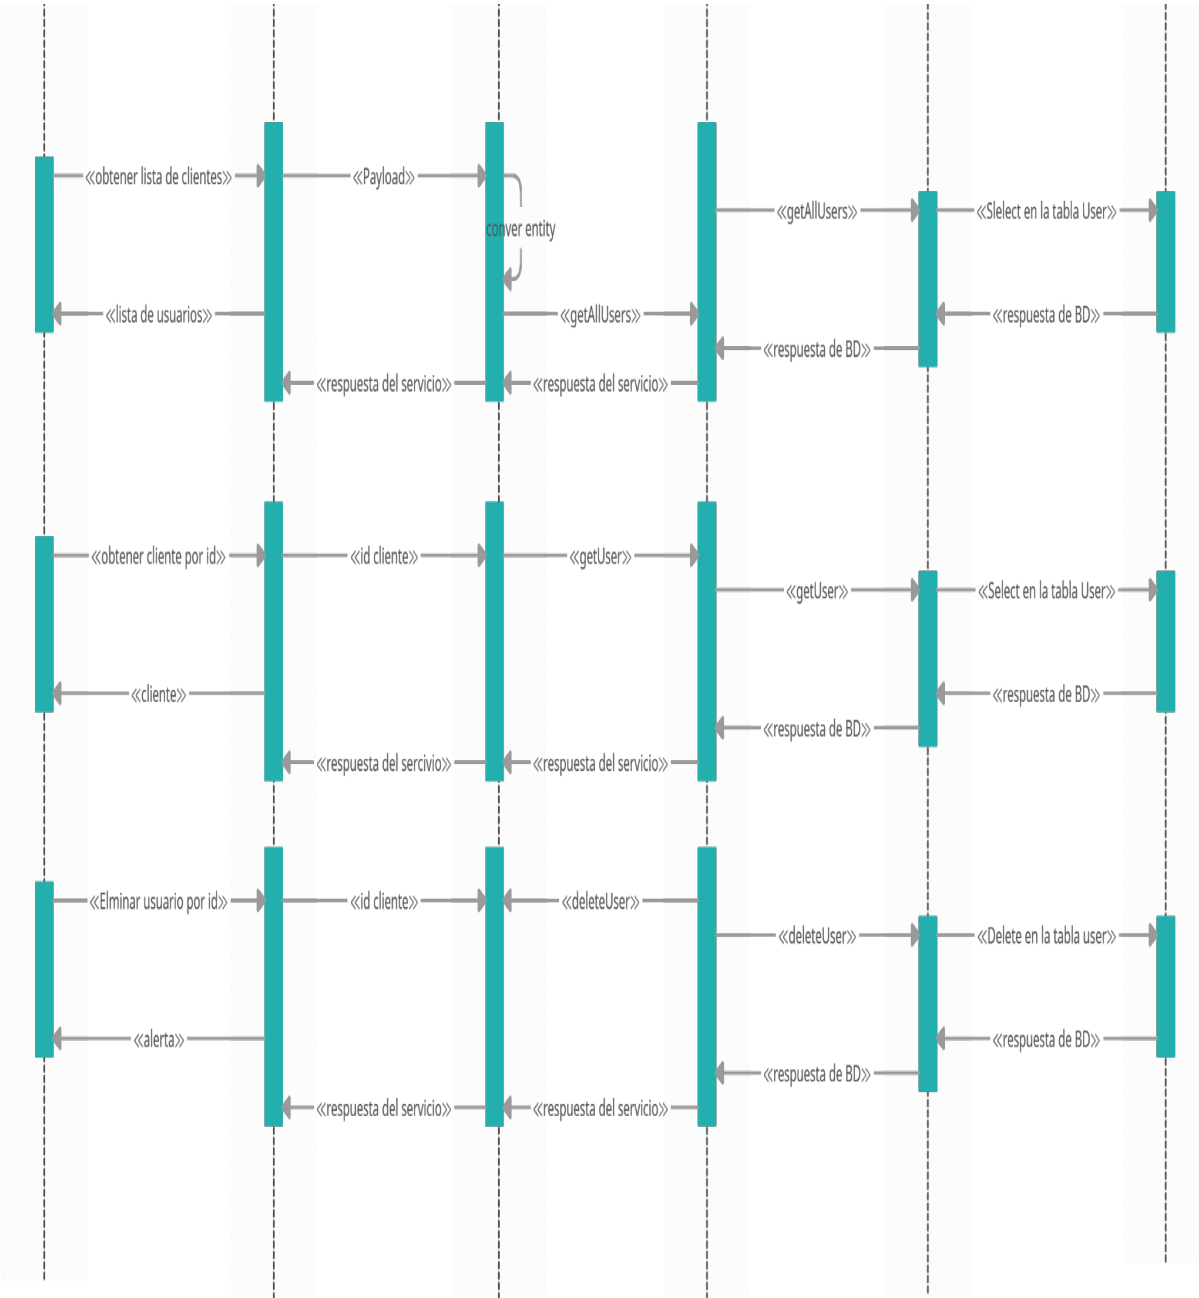 «obtener lista de clientes»
«Payload»
«getAllUsers»
«Slelect en la tabla User»
conver entity
«lista de usuarios»
«getAllUsers»
«respuesta de BD»
«respuesta de BD»
«respuesta del servicio»
«respuesta del servicio»
«obtener cliente por id»
«id cliente»
«getUser»
«getUser»
«Select en la tabla User»
«cliente»
«respuesta de BD»
«respuesta de BD»
«respuesta del sercivio»
«respuesta del servicio»
«Elminar usuario por id»
«id cliente»
«deleteUser»
«deleteUser»
«Delete en la tabla user»
«alerta»
«respuesta de BD»
«respuesta de BD»
«respuesta del servicio»
«respuesta del servicio»